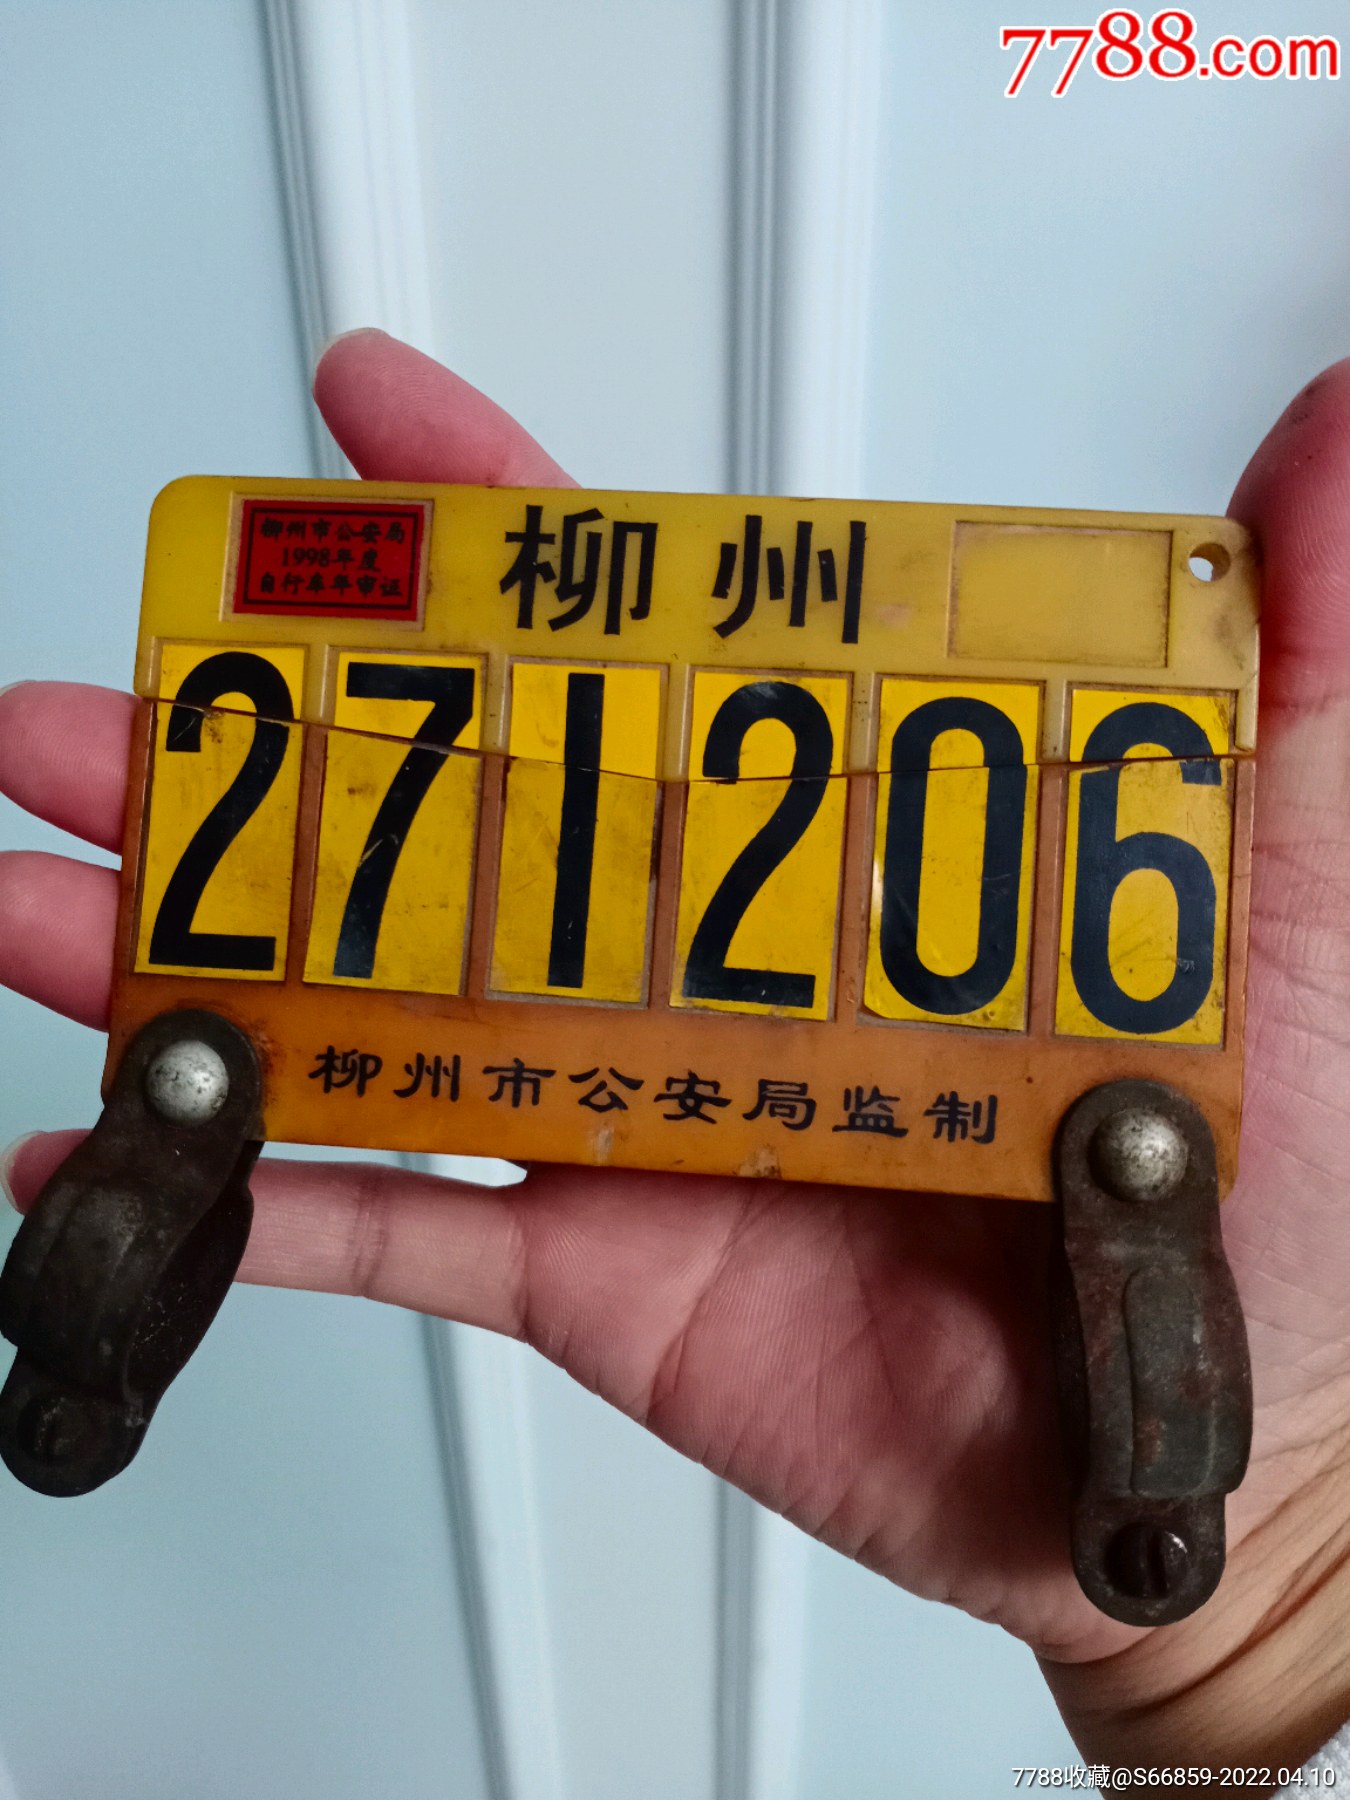 7788.com
柳州市公安局
1998年度
自行车年审证
柳州
271206
柳州市公安局监制
7788收藏@S66859-2022.04.10